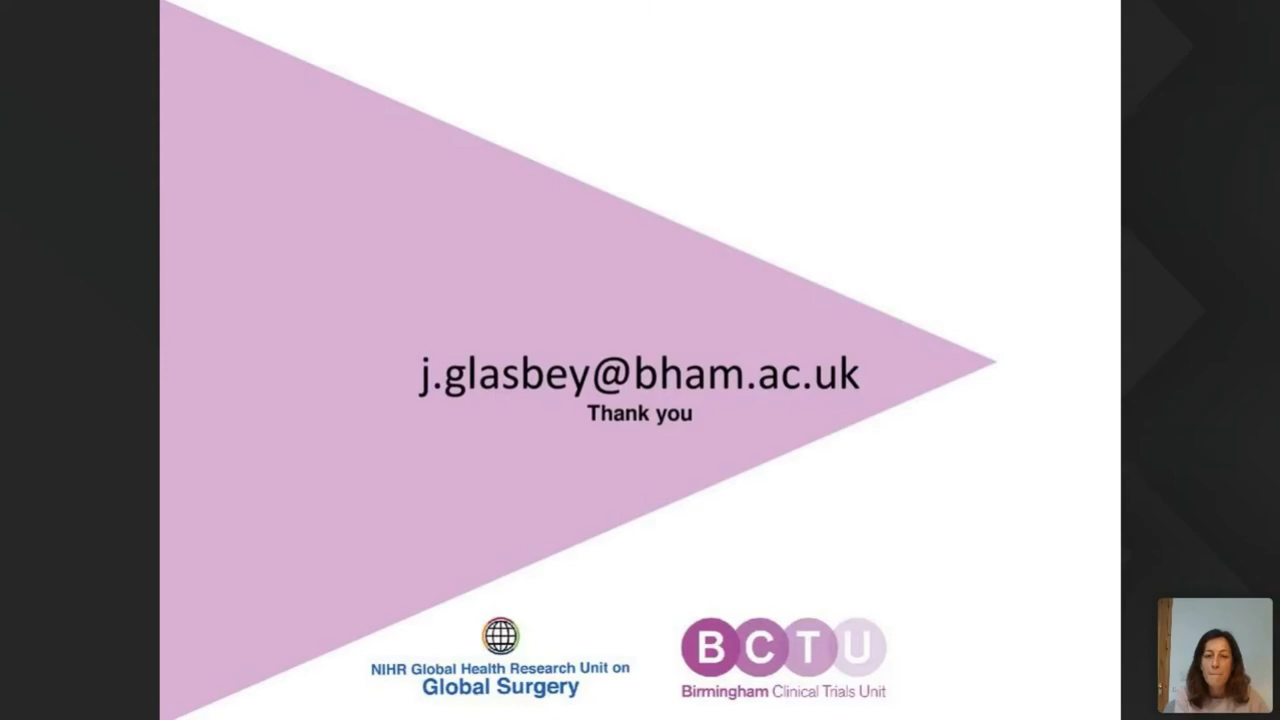 j.glasbey@bham.ac.uk
Thank you
NIHR Global Health Research Unit on
Global Surgery
BCTU
Birmingham Clinical Trials Unit